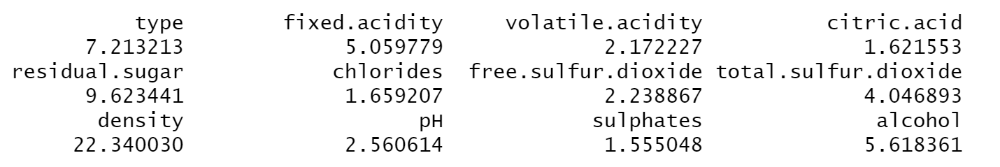 type fixed.acidity volatile.acidity citric.acid
7.213213 5.059779 2.172227 1.621553
residual.sugar chlorides free.sulfur.dioxide total.sulfur.dioxide
9.623441 1.659207 2.238867 4.046893
density pH sulphates alcohol
22.340030 2.560614 1.555048 5.618361